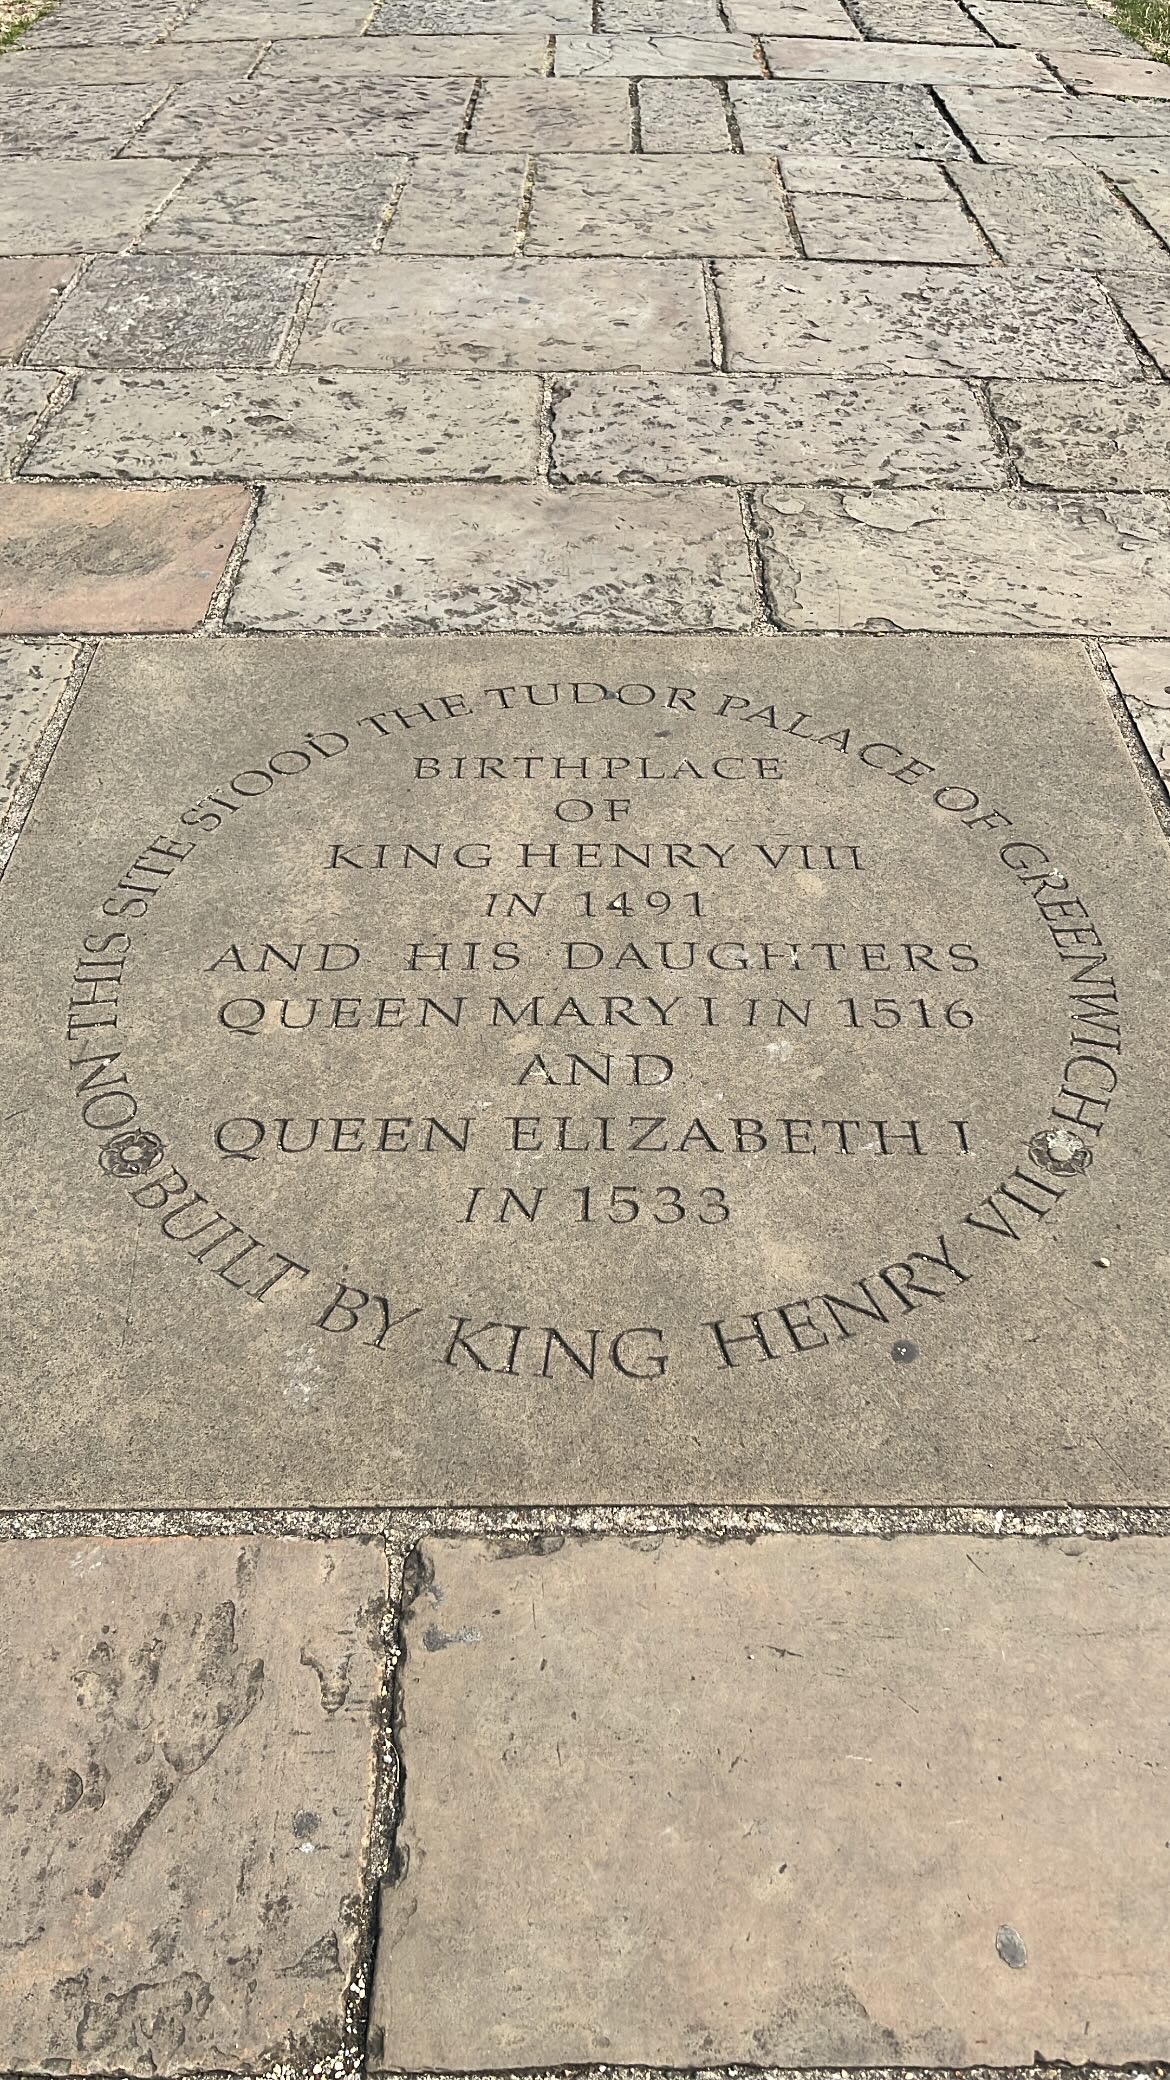 ON THIS SITE STOOD THE TUDOR PALACE OF GREENWICH
BIRTHPLACE
OF
KING HENRY VIII
IN 1491
AND HIS DAUGHTERS
QUEEN MARY I IN 1516
AND
QUEEN ELIZABETH I
IN 1533
BUILT BY KING HENRY VII